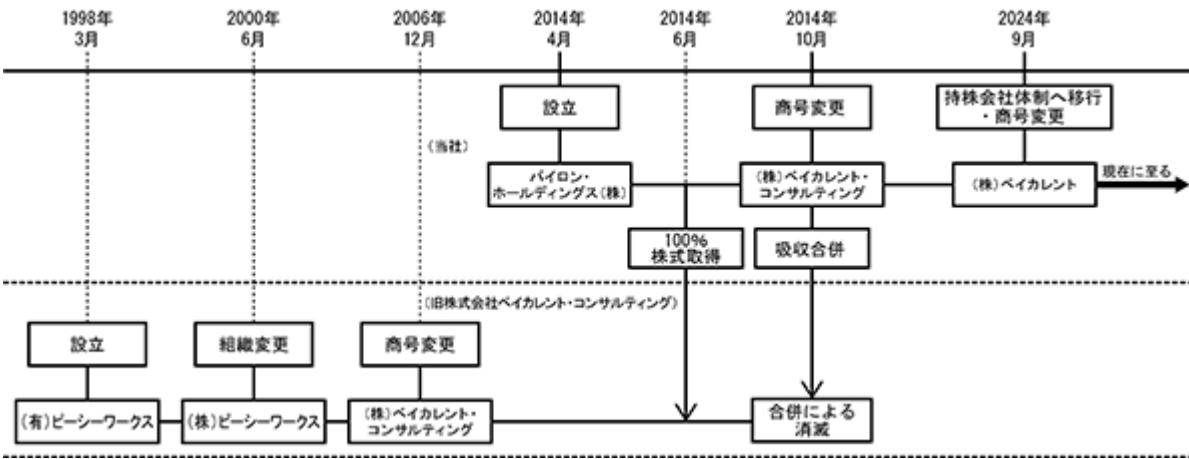 1998年
3月
2000年
6月
2006年
12月
2014年
4月
2014年
6月
2014年
10月
2024年
9月
設立
商号変更
持株会社体制へ移行
・商号変更
(当社)
パイロン・
ホールディングス(株)
(株)ベイカレント・
コンサルティング
(株)ベイカレント
現在に至る
100%
株式取得
吸収合併
(旧株式会社ベイカレント・コンサルティング)
設立
組織変更
商号変更
(有)ピーシーワークス
(株)ピーシーワークス
(株)ベイカレント・
コンサルティング
合併による
消滅